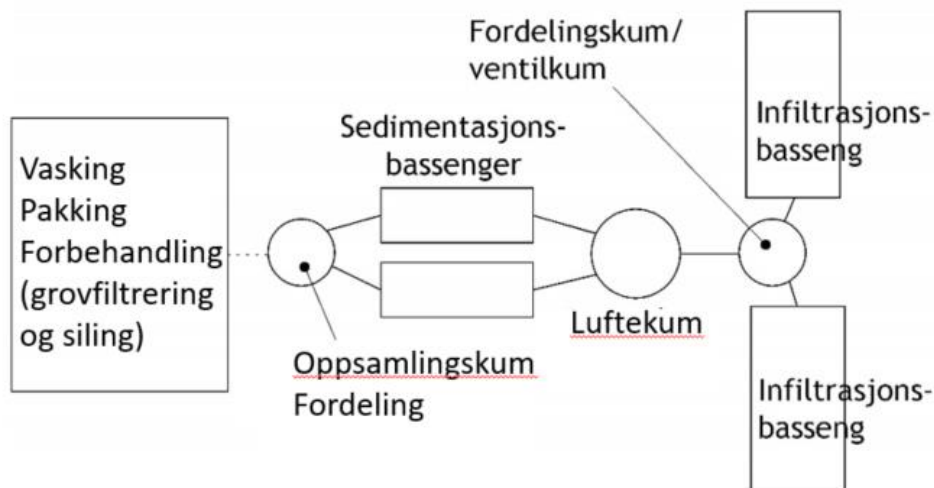 Fordelingskum/
ventilkum
Infiltrasjons-
basseng
Sedimentasjons-
bassenger
Vasking
Pakking
Forbehandling
(grovfiltrering
og siling)
Luftekum
Oppsamlingskum
Fordeling
Infiltrasjons-
basseng